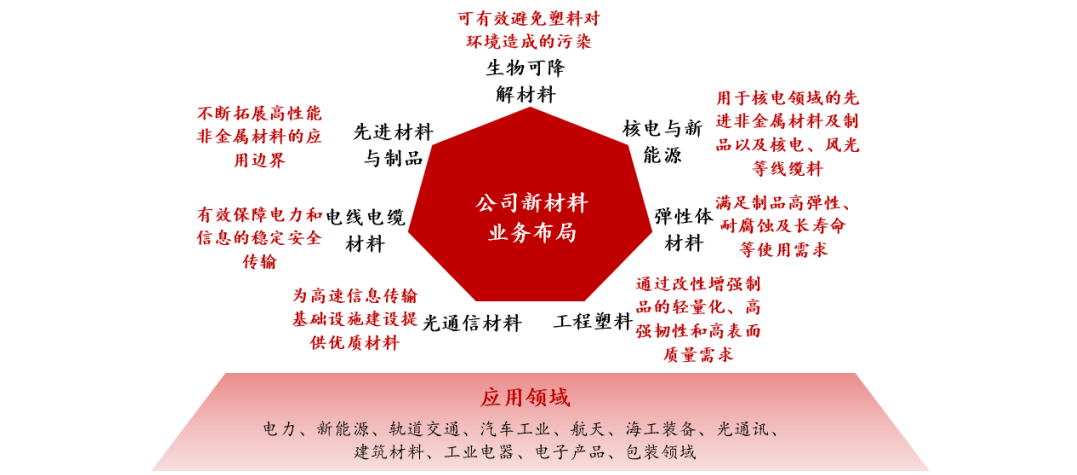 可有效避免塑料对
环境造成的污染
生物可降
解材料
不断拓展高性能
非金属材料的应
用边界
先进材料
与制品
核电与新
能源
用于核电领域的先
进非金属材料及制
品以及核电、风光
等线缆料
公司新材料
业务布局
有效保障电力和
信息的稳定安全
传输
电线电缆
材料
弹性体
材料
满足制品高弹性、
耐腐蚀及长寿命
等使用需求
为高速信息传输
基础设施建设提
供优质材料
光通信材料
工程塑料
通过改性增强制
品的轻量化、高
强韧性和高表面
质量需求
应用领域
电力、新能源、轨道交通、汽车工业、航天、海工装备、光通讯、
建筑材料、工业电器、电子产品、包装领域